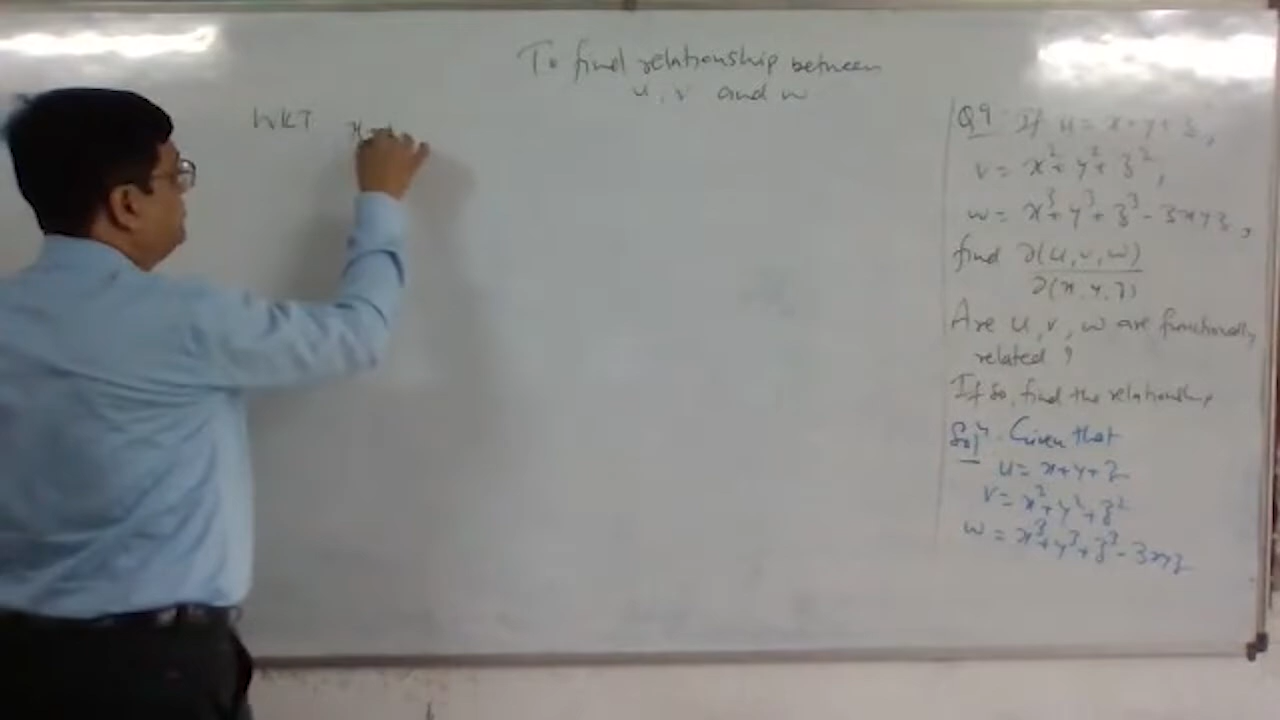 To find relationship between
u, v and w
WKT x
Q9. If u = x+y+z,
v = x²+y²+z²,
w = x³+y³+z³-3xyz,
find ∂(u,v,w)
∂(x,y,z)
Are u, v, w are functionally
related?
If so, find the relationship
Solⁿ. Given that
u = x+y+z
v = x²+y²+z²
w = x³+y³+z³-3xyz